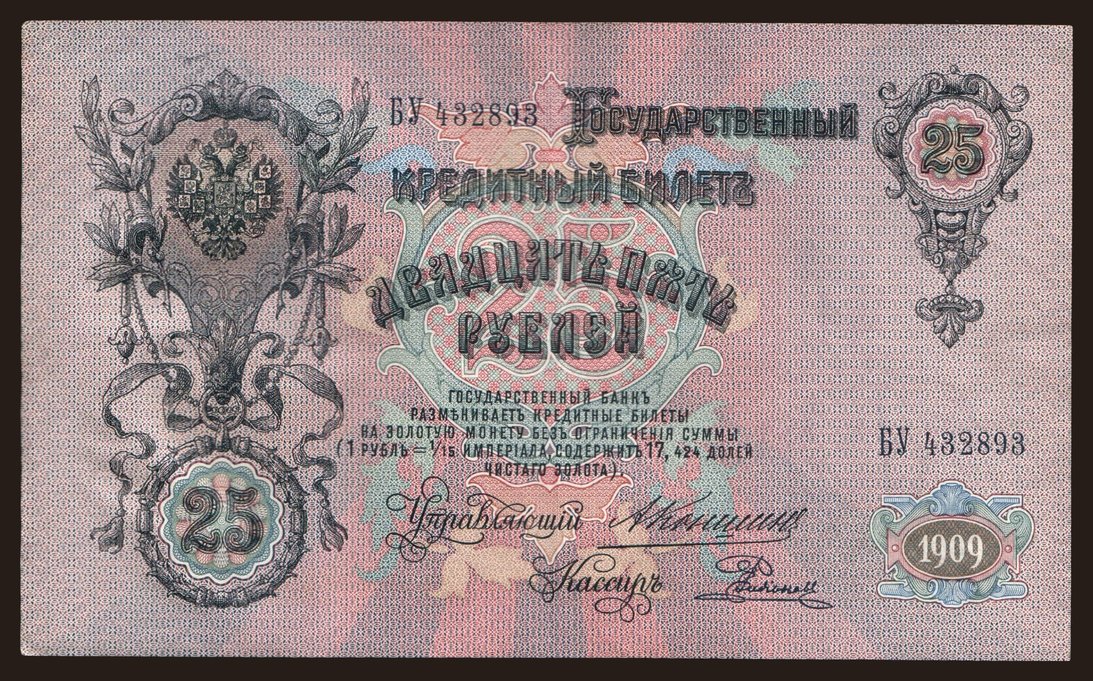 БУ 432893 Государственный
25
Кредитный Билетъ
25
Двадцать пять
Рублей
Государственный Банкъ
размѣниваетъ кредитные билеты
на золотую монету безъ ограниченія суммы
(1 рубль = 1/15 имперіала, содержитъ 17,424 долей
чистаго золота).
БУ 432893
25
Управляющій
1909
Кассиръ